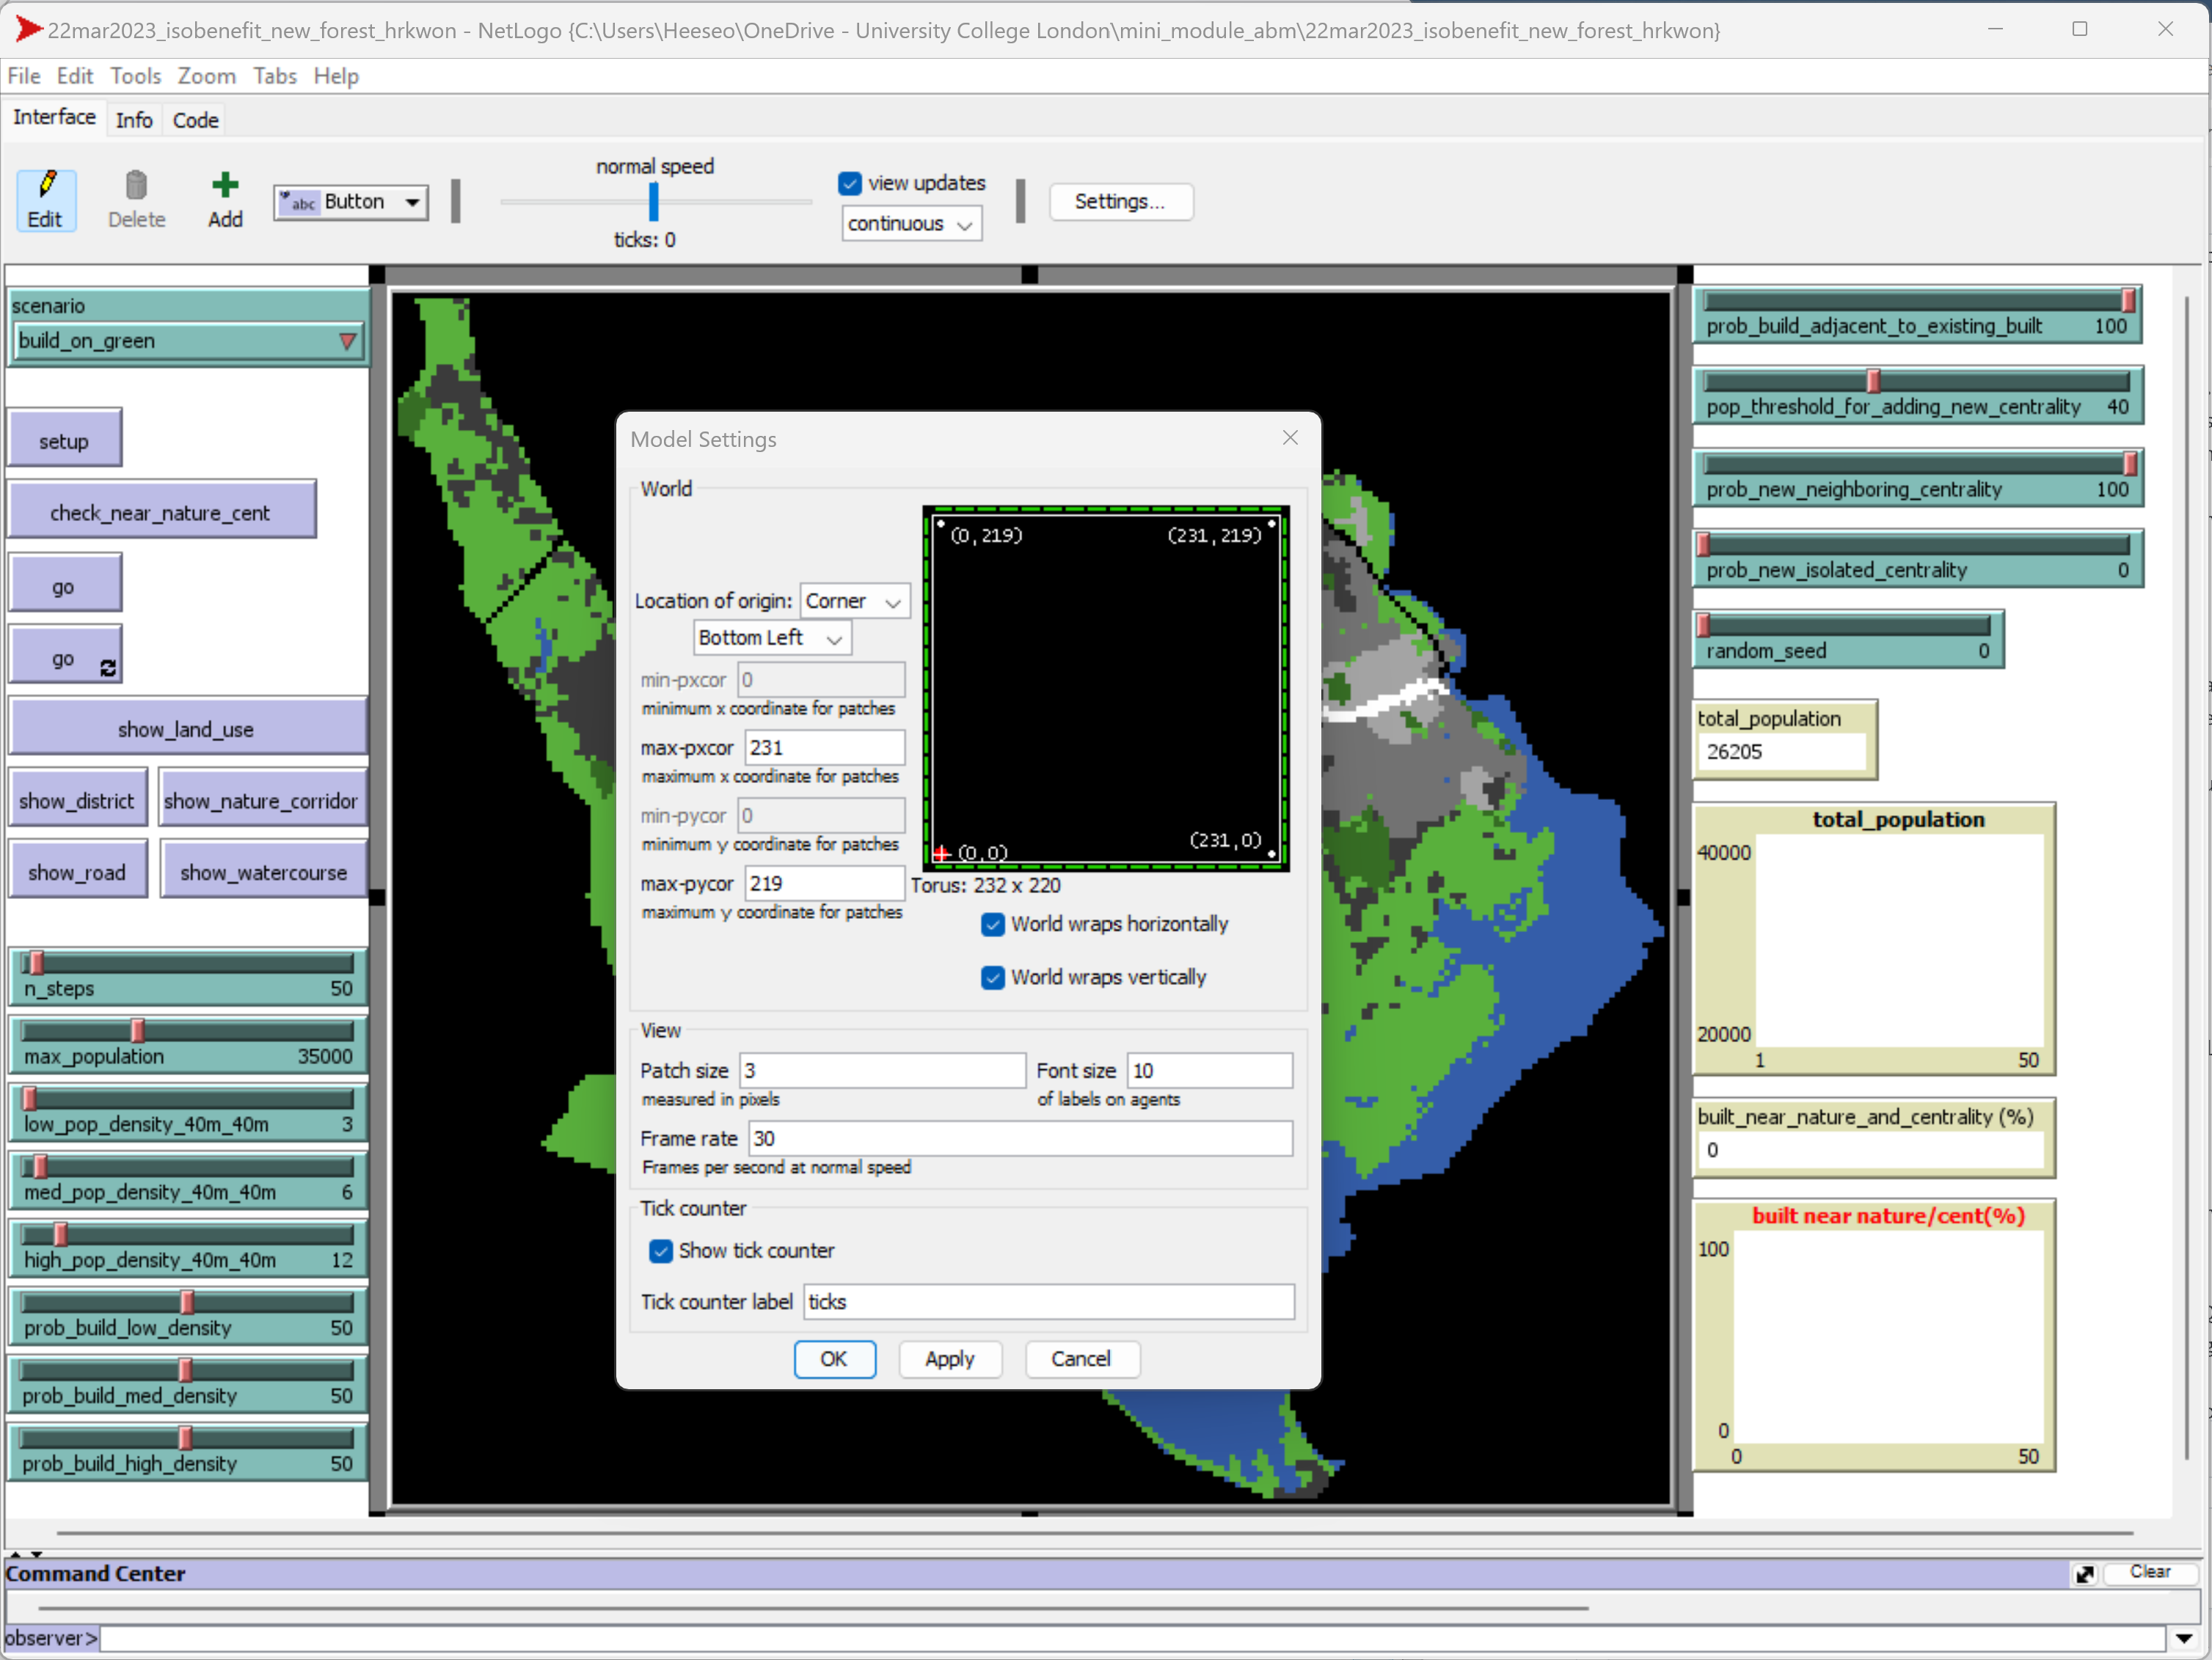 22mar2023_isobenefit_new_forest_hrkwon - NetLogo {C:\Users\Heeseo\OneDrive - University College London\mini_module_abm\22mar2023_isobenefit_new_forest_hrkwon}
File Edit Tools Zoom Tabs Help
Interface Info Code
Edit Delete Add abc Button
normal speed
ticks: 0
view updates
continuous
Settings...
scenario
build_on_green
setup
check_near_nature_cent
go
go
show_land_use
show_district show_nature_corridor
show_road show_watercourse
n_steps 50
max_population 35000
low_pop_density_40m_40m 3
med_pop_density_40m_40m 6
high_pop_density_40m_40m 12
prob_build_low_density 50
prob_build_med_density 50
prob_build_high_density 50
Model Settings
World
Location of origin: Corner
Bottom Left
min-pxcor 0
minimum x coordinate for patches
max-pxcor 231
maximum x coordinate for patches
min-pycor 0
minimum y coordinate for patches
max-pycor 219
maximum y coordinate for patches
(0,219) (231,219)
(0,0) (231,0)
Torus: 232 x 220
World wraps horizontally
World wraps vertically
View
Patch size 3 Font size 10
measured in pixels of labels on agents
Frame rate 30
Frames per second at normal speed
Tick counter
Show tick counter
Tick counter label ticks
OK Apply Cancel
prob_build_adjacent_to_existing_built 100
pop_threshold_for_adding_new_centrality 40
prob_new_neighboring_centrality 100
prob_new_isolated_centrality 0
random_seed 0
total_population
26205
total_population
40000
20000
1 50
built_near_nature_and_centrality (%)
0
built near nature/cent(%)
100
0
0 50
Command Center Clear
observer>